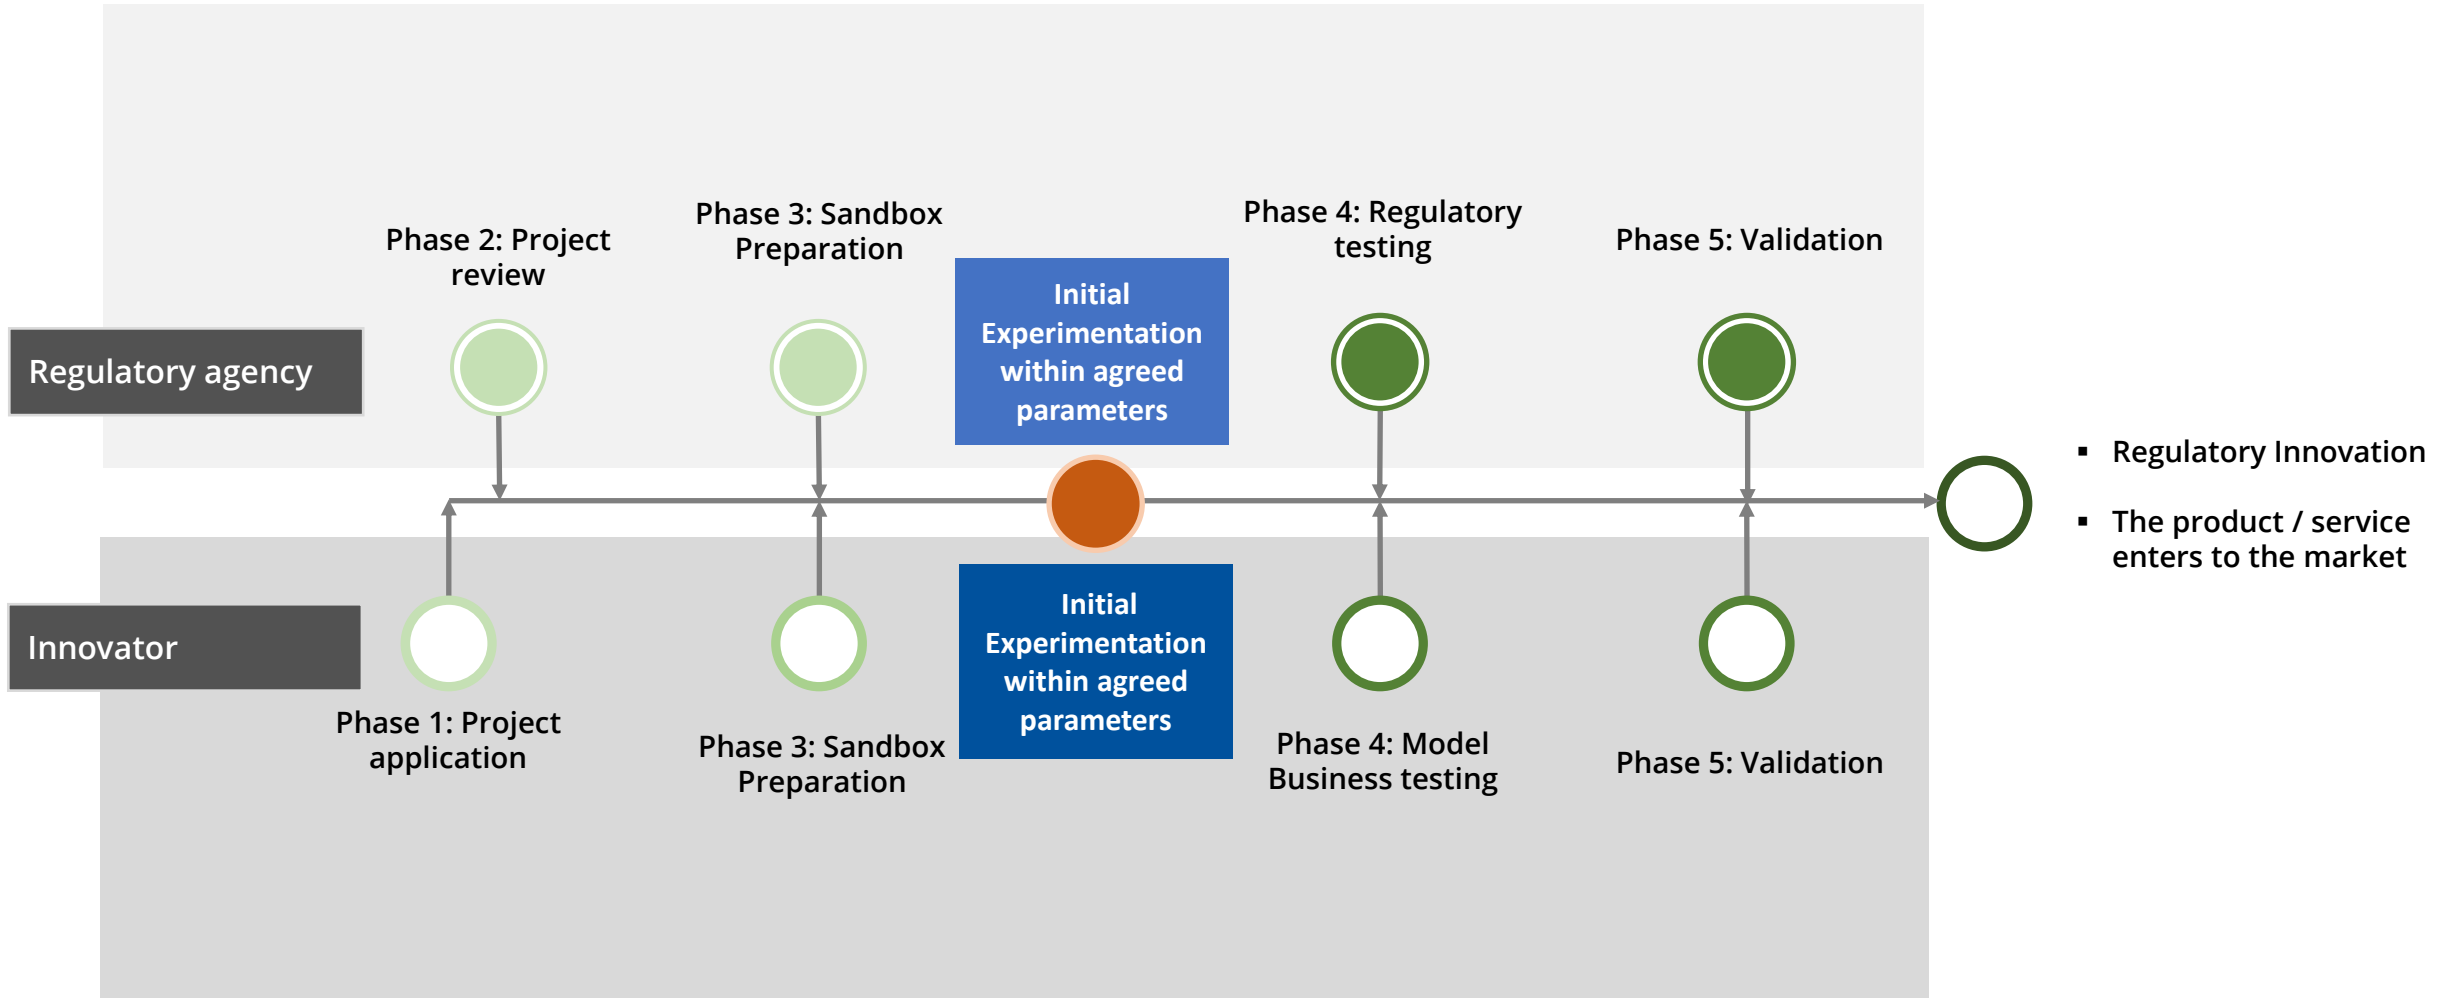 Phase 2: Project
review
Phase 3: Sandbox
Preparation
Initial
Experimentation
within agreed
parameters
Phase 4: Regulatory
testing
Phase 5: Validation
Regulatory agency
▪ Regulatory Innovation
▪ The product / service
enters to the market
Innovator
Phase 1: Project
application
Phase 3: Sandbox
Preparation
Initial
Experimentation
within agreed
parameters
Phase 4: Model
Business testing
Phase 5: Validation